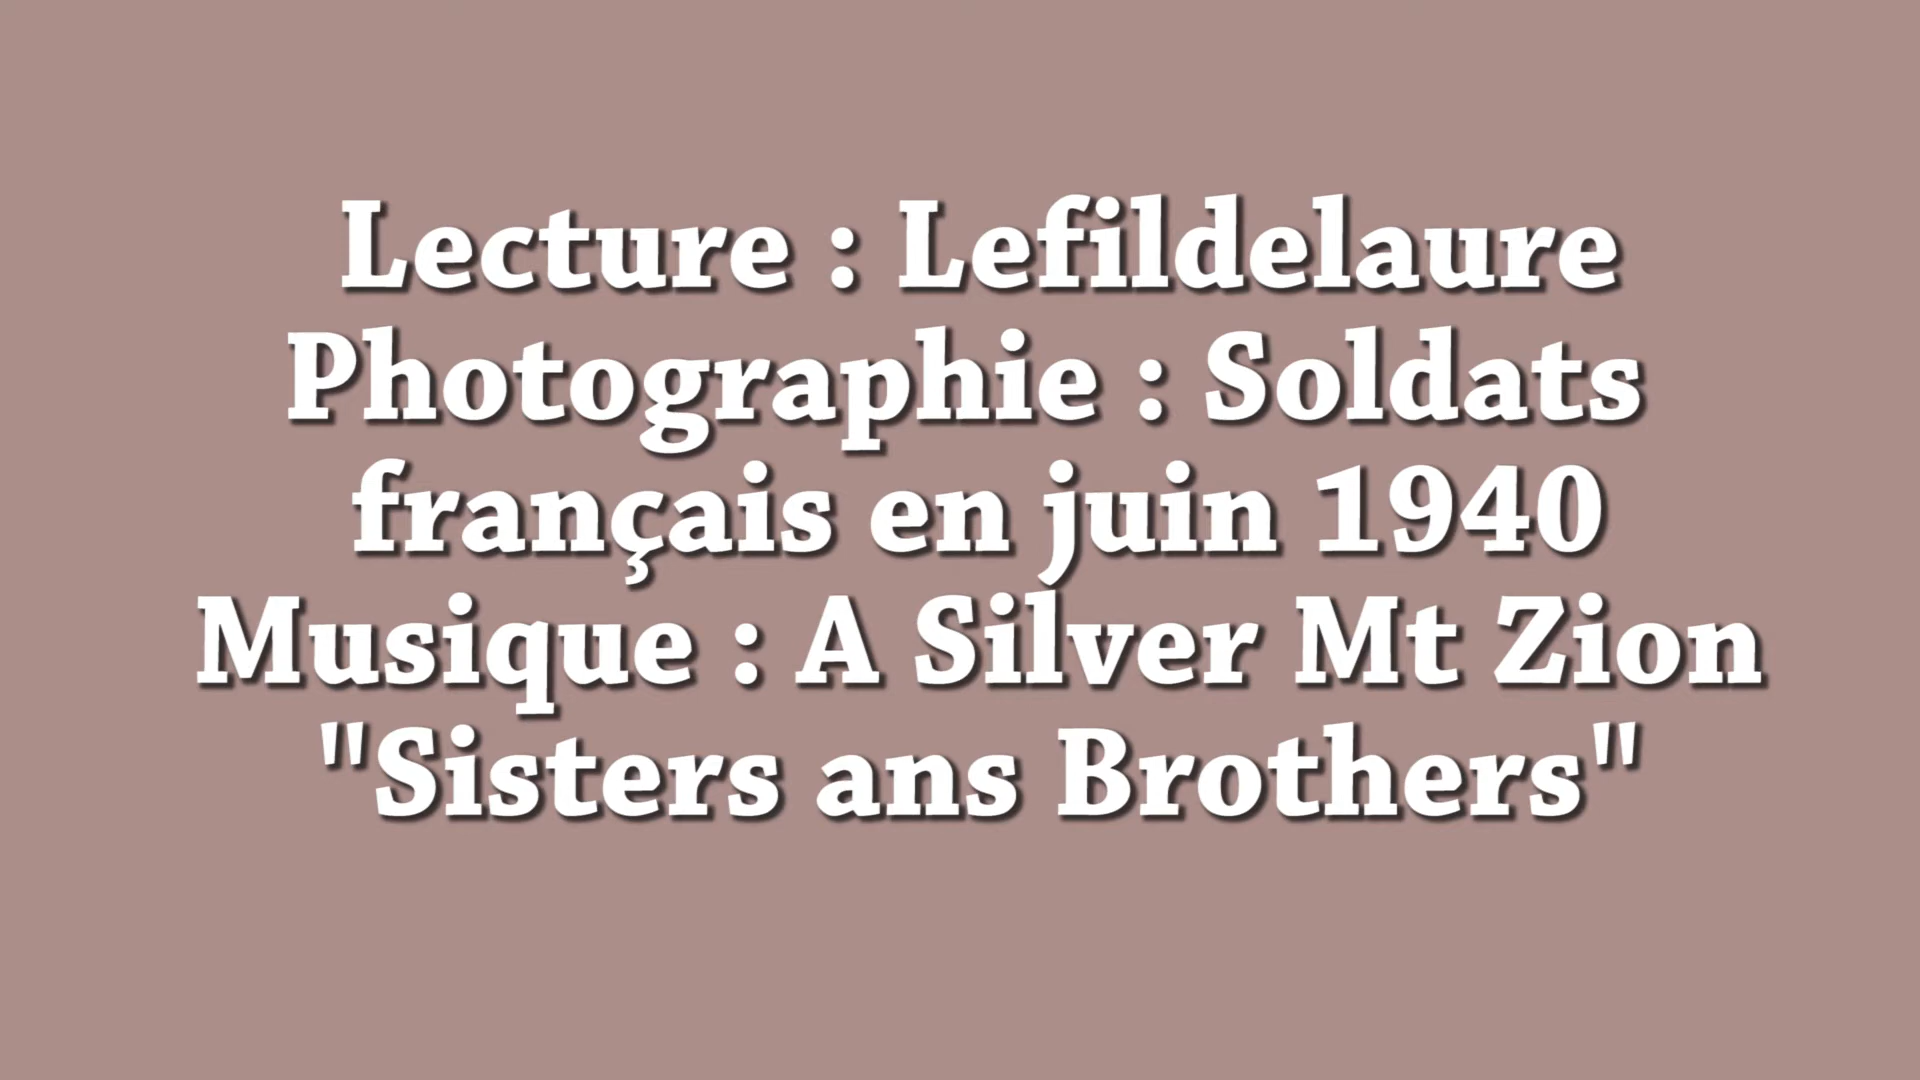 Lecture : Lefildelaure
Photographie : Soldats
français en juin 1940
Musique : A Silver Mt Zion
"Sisters ans Brothers"